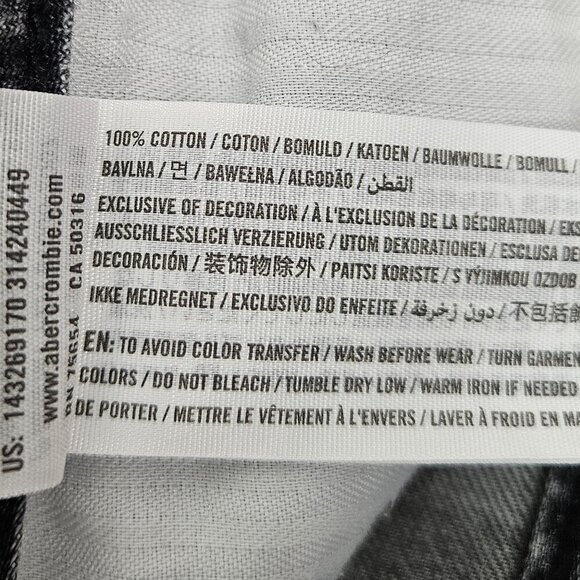 100% COTTON / COTON / BOMULD / KATOEN / BAUMWOLLE / BOMULL /
BAVLNA / 면 / BAWEŁNA / ALGODÃO / القطن
EXCLUSIVE OF DECORATION / À L'EXCLUSION DE LA DÉCORATION / EKS
AUSSCHLIESSLICH VERZIERUNG / UTOM DEKORATIONEN / ESCLUSA DE
DECORACIÓN / 装饰物除外 / PAITSI KORISTE / S VÝJIMKOU OZDOB
IKKE MEDREGNET / EXCLUSIVO DO ENFEITE / دون زخرفة / 不包括飾
EN: TO AVOID COLOR TRANSFER / WASH BEFORE WEAR / TURN GARMEN
COLORS / DO NOT BLEACH / TUMBLE DRY LOW / WARM IRON IF NEEDED
DE PORTER / METTRE LE VÊTEMENT À L'ENVERS / LAVER À FROID EN MA
US: 143269170 314240449
www.abercrombie.com
CA 50316